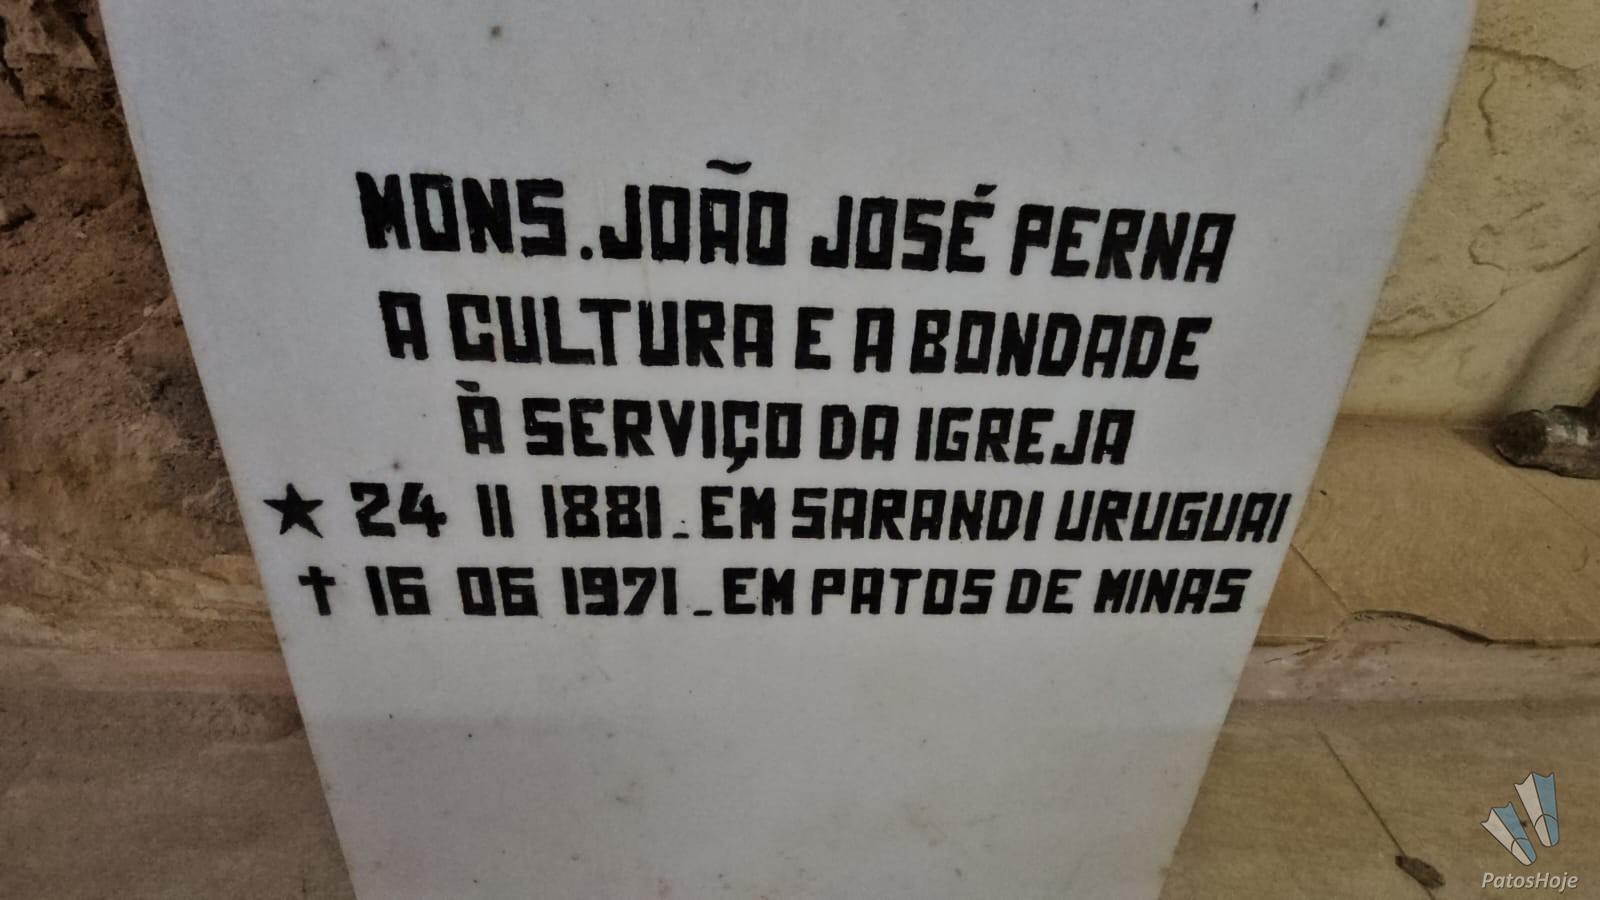 MONS. JOÃO JOSÉ PERNA
A CULTURA E A BONDADE
À SERVIÇO DA IGREJA
★ 24 11 1881 _ EM SARANDI URUGUAI
✝ 16 06 1971 _ EM PATOS DE MINAS
PatosHoje